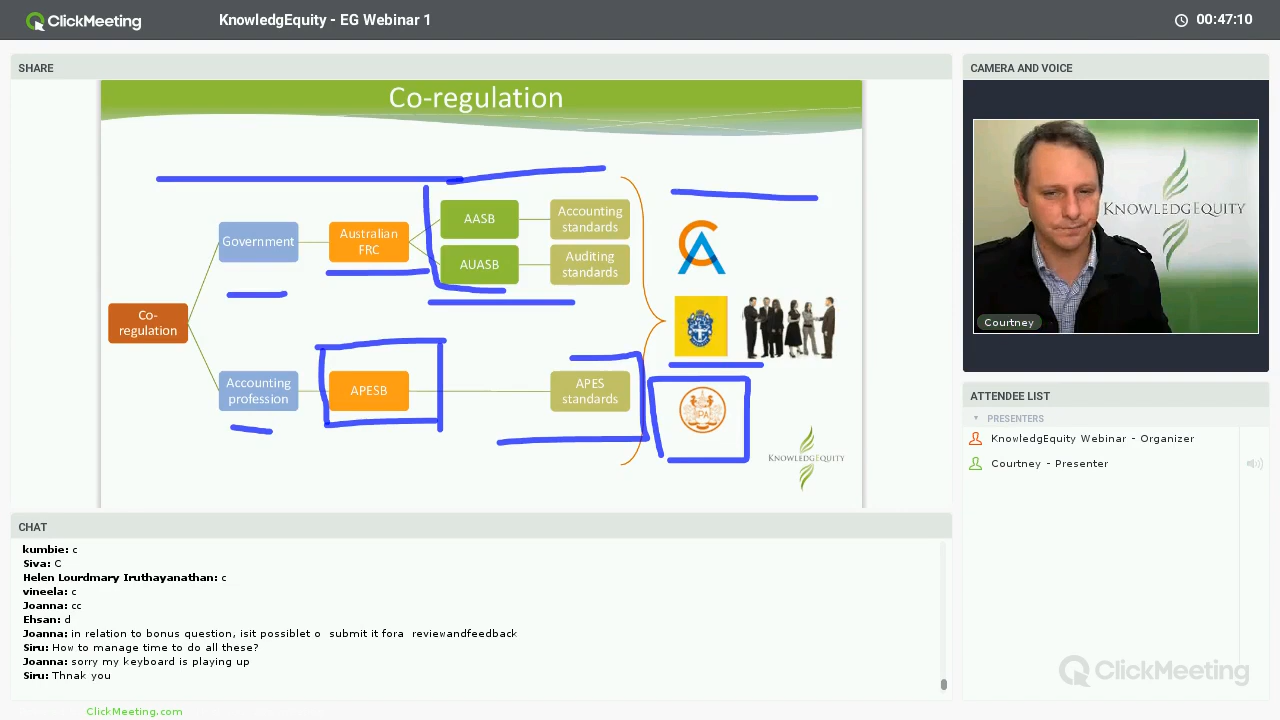 ClickMeeting
KnowledgEquity - EG Webinar 1
00:47:10
SHARE
Co-regulation
Co-
regulation
Government
Australian
FRC
AASB
Accounting
standards
AUASB
Auditing
standards
Accounting
profession
APESB
APES
standards
IPA
KNOWLEDGEQUITY
CAMERA AND VOICE
KNOWLEDGEQUITY
Courtney
ATTENDEE LIST
PRESENTERS
KnowledgEquity Webinar - Organizer
Courtney - Presenter
CHAT
kumbie: c
Siva: C
Helen Lourdmary Iruthayanathan: c
vineela: c
Joanna: cc
Ehsan: d
Joanna: in relation to bonus question, isit possiblet o submit it fora reviewandfeedback
Siru: How to manage time to do all these?
Joanna: sorry my keyboard is playing up
Siru: Thnak you
ClickMeeting
ClickMeeting.com